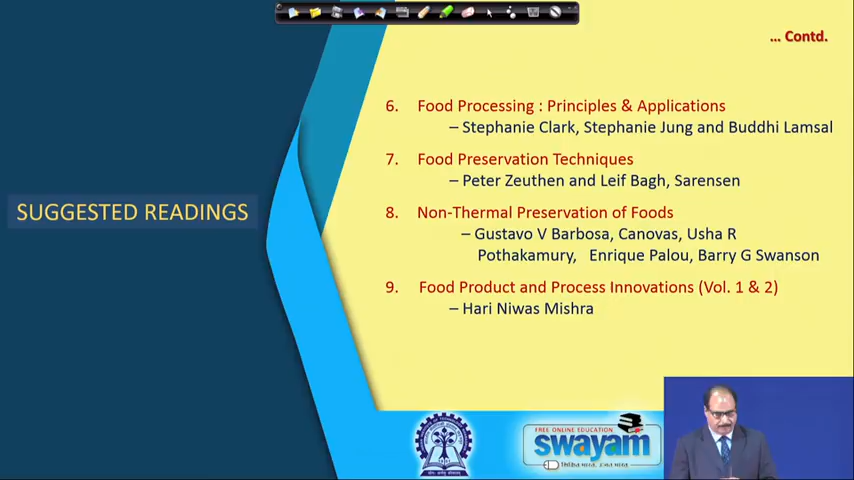 ... Contd.
SUGGESTED READINGS
6. Food Processing : Principles & Applications
– Stephanie Clark, Stephanie Jung and Buddhi Lamsal
7. Food Preservation Techniques
– Peter Zeuthen and Leif Bagh, Sarensen
8. Non-Thermal Preservation of Foods
– Gustavo V Barbosa, Canovas, Usha R
Pothakamury, Enrique Palou, Barry G Swanson
9. Food Product and Process Innovations (Vol. 1 & 2)
– Hari Niwas Mishra
FREE ONLINE EDUCATION
swayam